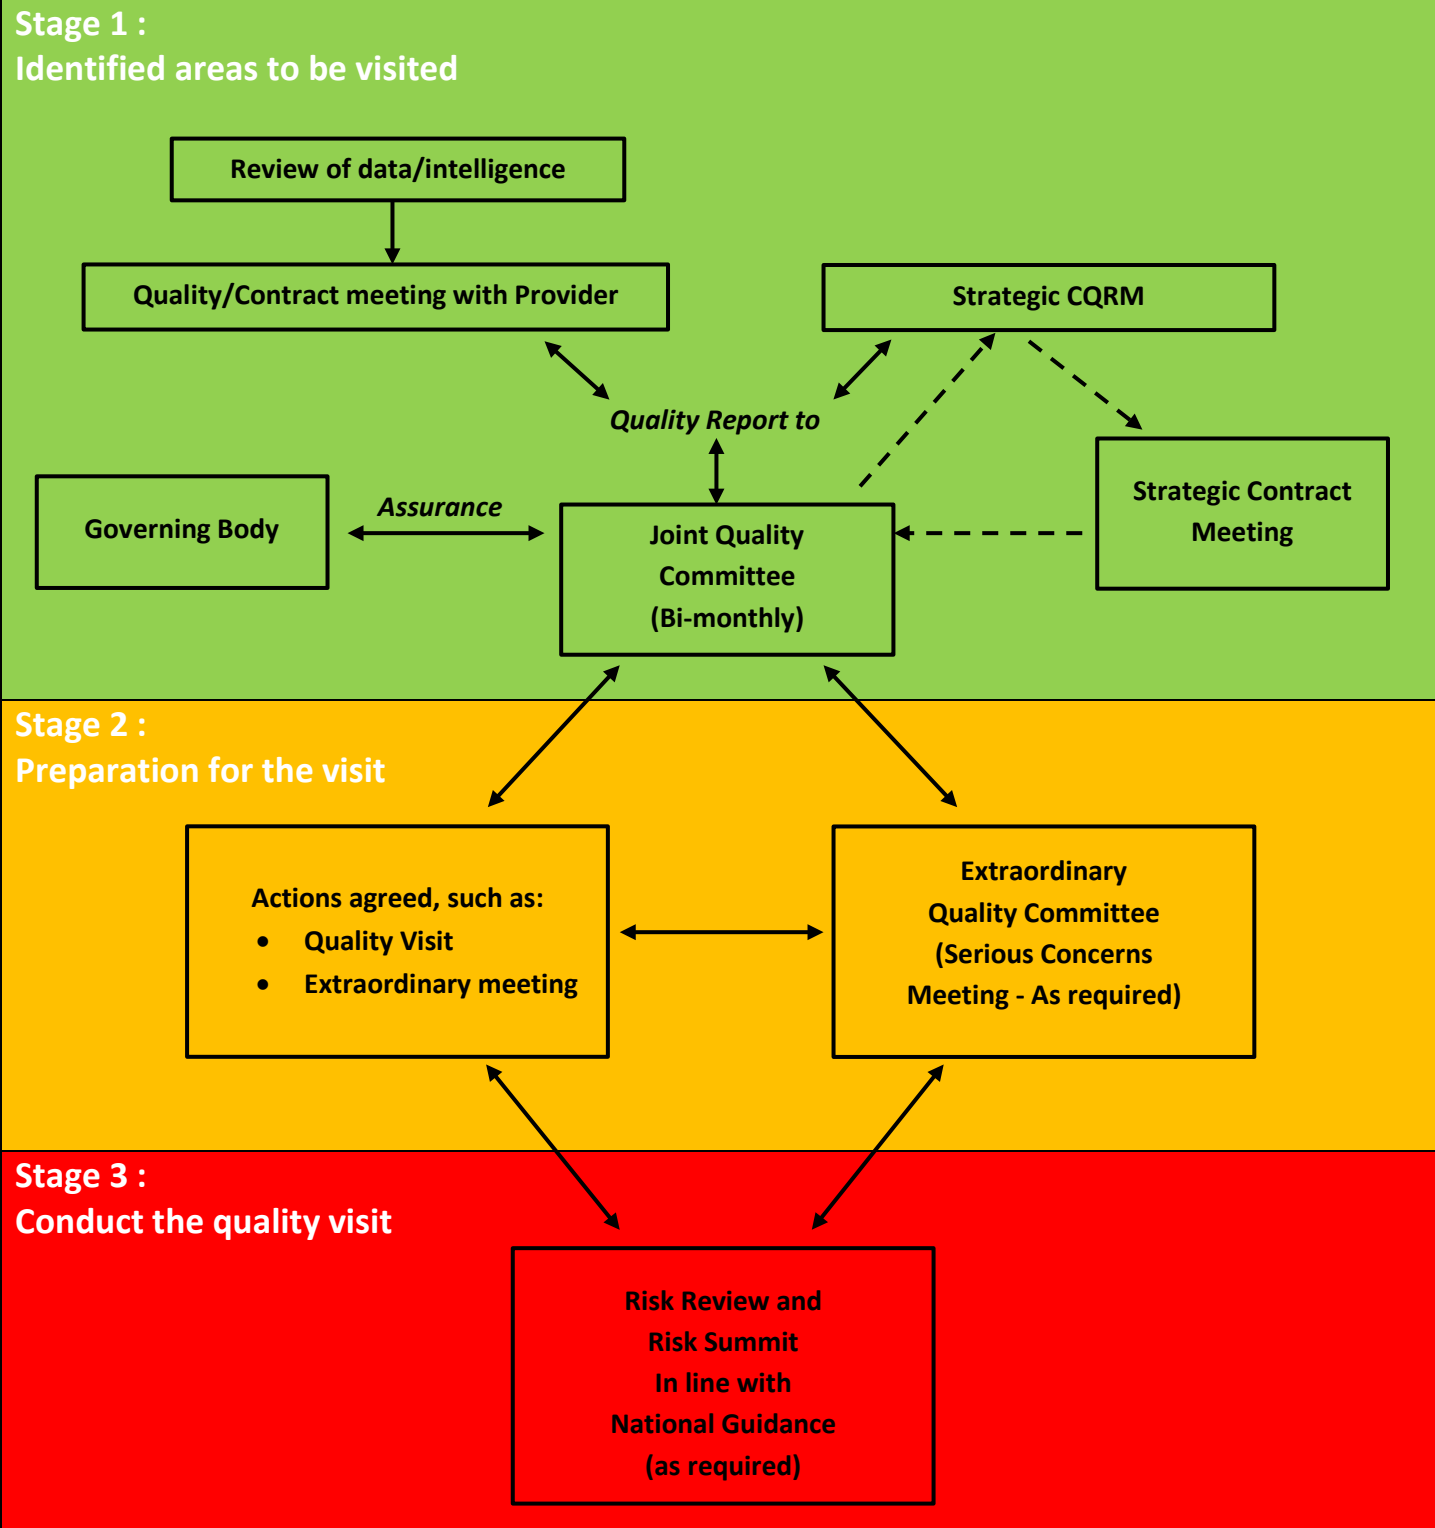 Stage 1 :
Identified areas to be visited
Review of data/intelligence
Quality/Contract meeting with Provider
Strategic CQRM
Quality Report to
Governing Body
Assurance
Joint Quality
Committee
(Bi-monthly)
Strategic Contract
Meeting
Stage 2 :
Preparation for the visit
Actions agreed, such as:
• Quality Visit
• Extraordinary meeting
Extraordinary
Quality Committee
(Serious Concerns
Meeting - As required)
Stage 3 :
Conduct the quality visit
Risk Review and
Risk Summit
In line with
National Guidance
(as required)